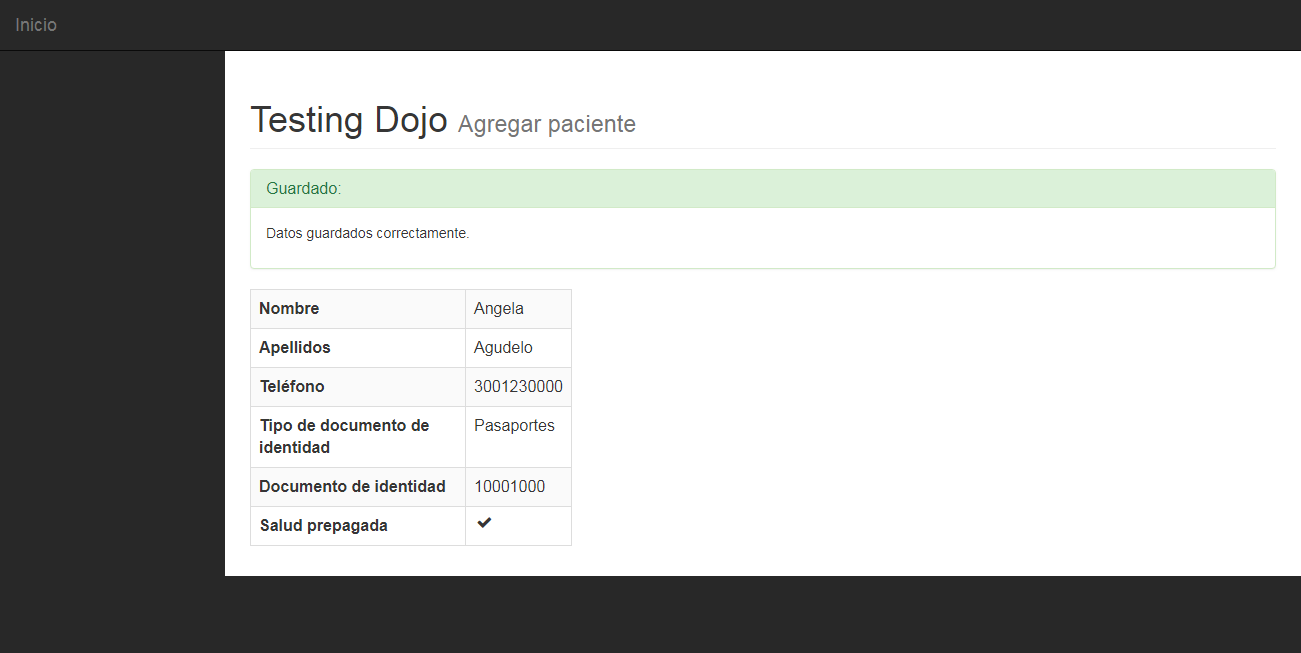 Inicio
Testing Dojo Agregar paciente
Guardado:
Datos guardados correctamente.
Nombre Angela
Apellidos Agudelo
Teléfono 3001230000
Tipo de documento de Pasaportes
identidad
Documento de identidad 10001000
Salud prepagada ✔